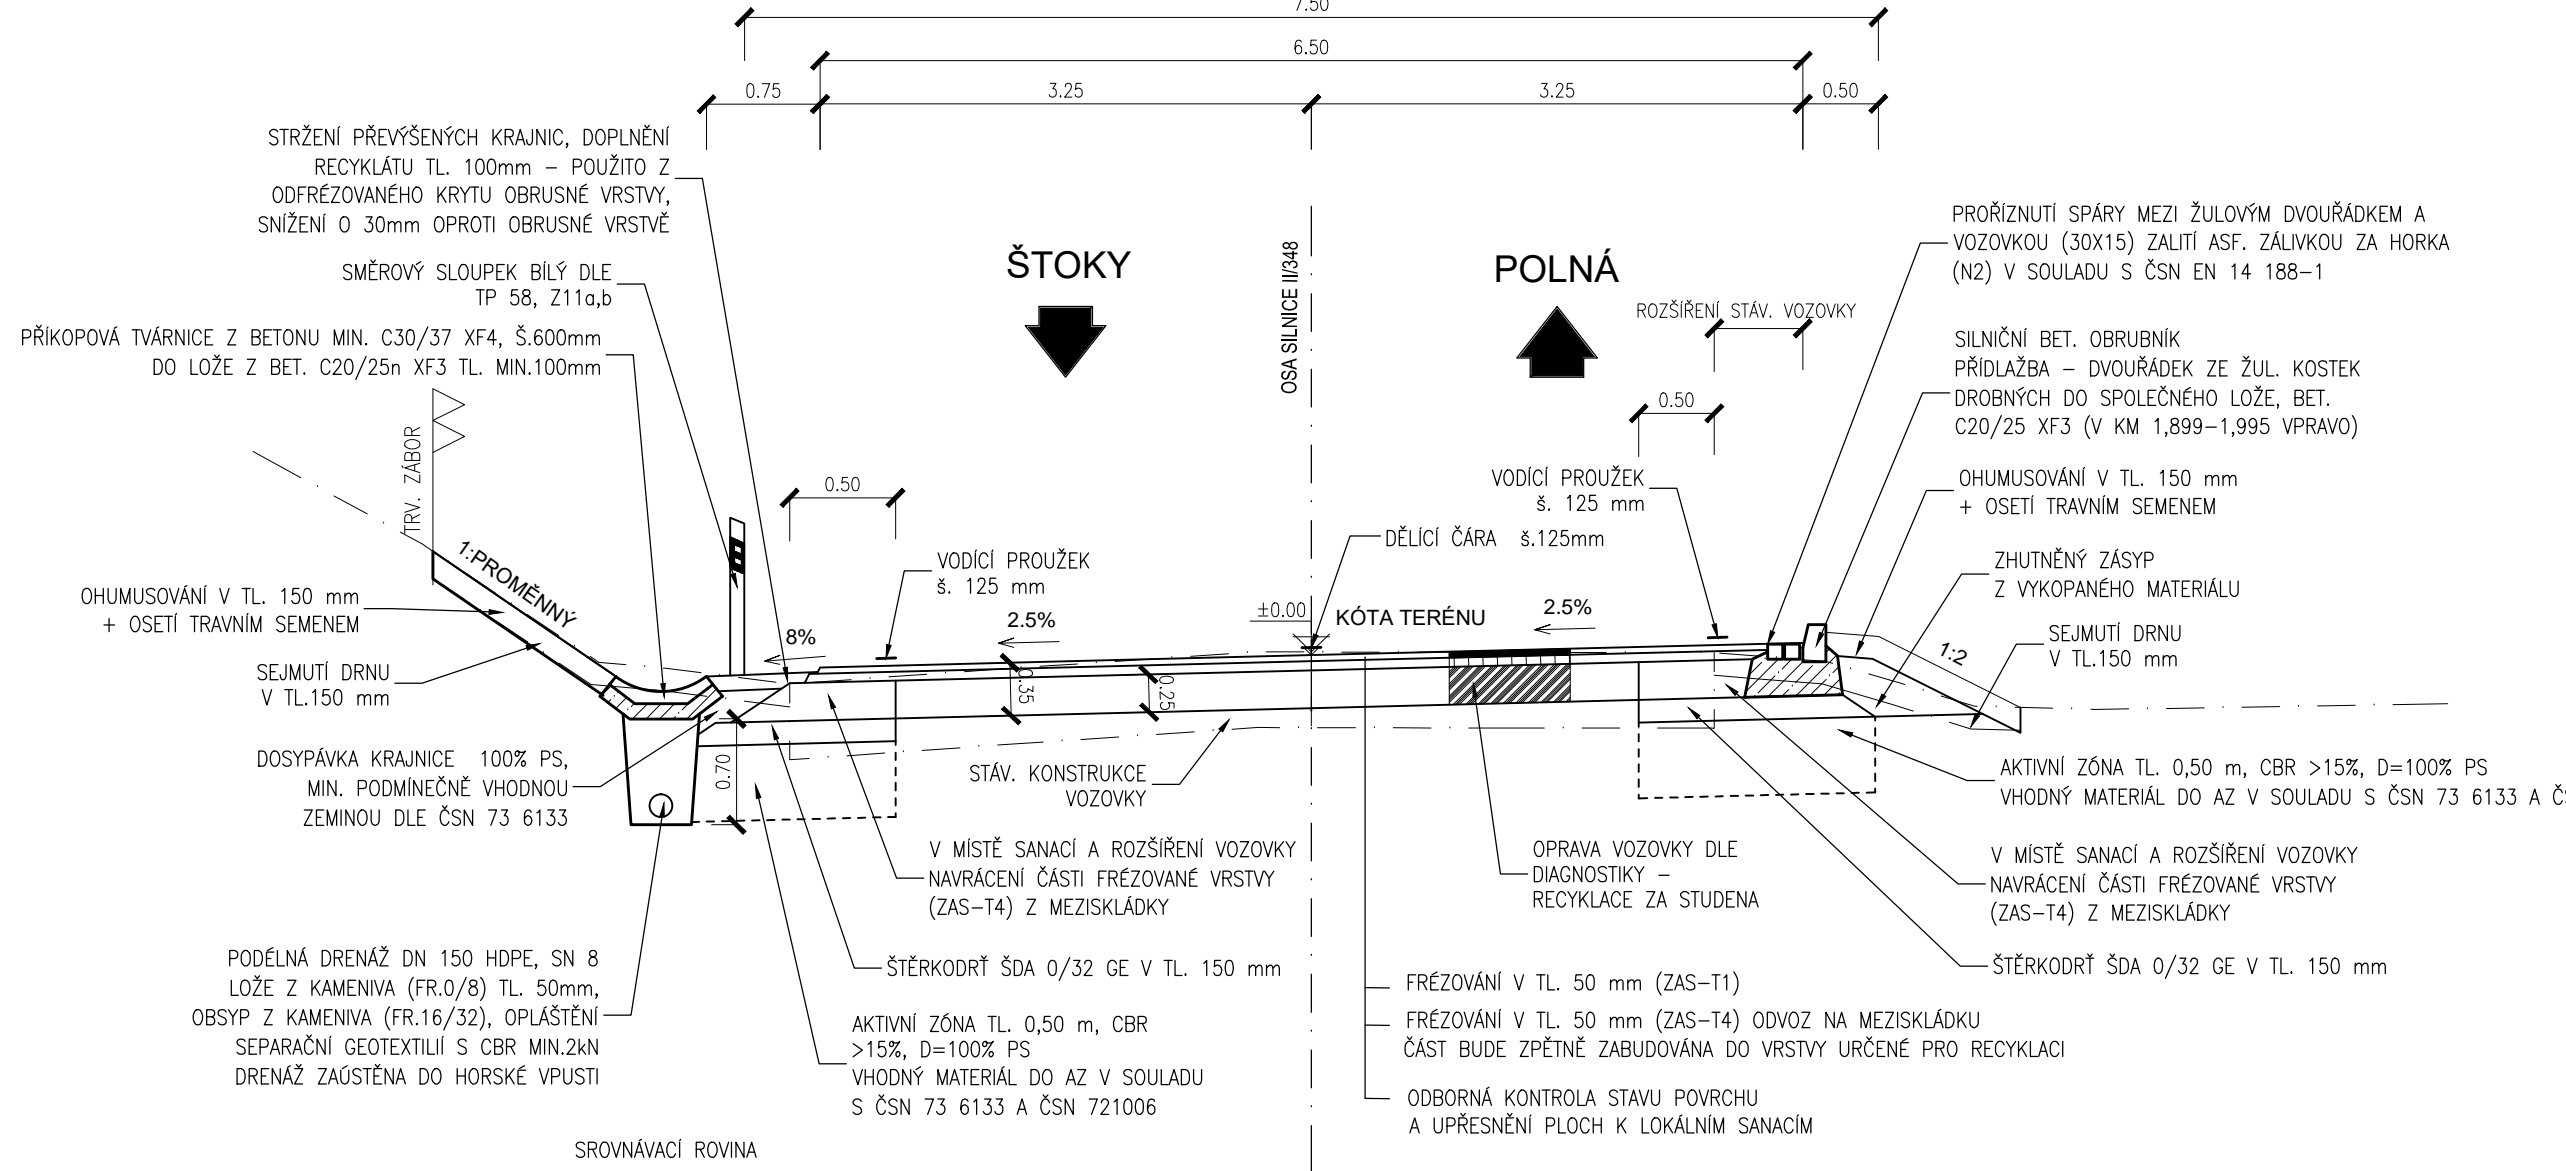 7.50
6.50
0.75
3.25
3.25
0.50
STRŽENÍ PŘEVÝŠENÝCH KRAJNIC, DOPLNĚNÍ
RECYKLÁTU TL. 100mm – POUŽITO Z
ODFRÉZOVANÉHO KRYTU OBRUSNÉ VRSTVY,
SNÍŽENÍ O 30mm OPROTI OBRUSNÉ VRSTVĚ
SMĚROVÝ SLOUPEK BÍLÝ DLE
TP 58, Z11a,b
PŘÍKOPOVÁ TVÁRNICE Z BETONU MIN. C30/37 XF4, Š.600mm
DO LOŽE Z BET. C20/25n XF3 TL. MIN.100mm
TRV. ZÁBOR
1:PROMĚNNÝ
OHUMUSOVÁNÍ V TL. 150 mm
+ OSETÍ TRAVNÍM SEMENEM
SEJMUTÍ DRNU
V TL.150 mm
DOSYPÁVKA KRAJNICE 100% PS,
MIN. PODMÍNEČNĚ VHODNOU
ZEMINOU DLE ČSN 73 6133
PODÉLNÁ DRENÁŽ DN 150 HDPE, SN 8
LOŽE Z KAMENIVA (FR.0/8) TL. 50mm,
OBSYP Z KAMENIVA (FR.16/32), OPLÁŠTĚNÍ
SEPARAČNÍ GEOTEXTILIÍ S CBR MIN.2kN
DRENÁŽ ZAÚSTĚNA DO HORSKÉ VPUSTI
SROVNÁVACÍ ROVINA
ŠTOKY
OSA SILNICE II/348
POLNÁ
ROZŠÍŘENÍ STÁV. VOZOVKY
0.50
0.50
VODÍCÍ PROUŽEK
š. 125 mm
VODÍCÍ PROUŽEK
š. 125 mm
DĚLÍCÍ ČÁRA š.125mm
±0.00
KÓTA TERÉNU
8%
2.5%
2.5%
0.35
0.25
0.70
STÁV. KONSTRUKCE
VOZOVKY
V MÍSTĚ SANACÍ A ROZŠÍŘENÍ VOZOVKY
NAVRÁCENÍ ČÁSTI FRÉZOVANÉ VRSTVY
(ZAS–T4) Z MEZISKLÁDKY
ŠTĚRKODRŤ ŠDA 0/32 GE V TL. 150 mm
AKTIVNÍ ZÓNA TL. 0,50 m, CBR
>15%, D=100% PS
VHODNÝ MATERIÁL DO AZ V SOULADU
S ČSN 73 6133 A ČSN 721006
OPRAVA VOZOVKY DLE
DIAGNOSTIKY –
RECYKLACE ZA STUDENA
FRÉZOVÁNÍ V TL. 50 mm (ZAS–T1)
FRÉZOVÁNÍ V TL. 50 mm (ZAS–T4) ODVOZ NA MEZISKLÁDKU
ČÁST BUDE ZPĚTNĚ ZABUDOVÁNA DO VRSTVY URČENÉ PRO RECYKLACI
ODBORNÁ KONTROLA STAVU POVRCHU
A UPŘESNĚNÍ PLOCH K LOKÁLNÍM SANACÍM
PROŘÍZNUTÍ SPÁRY MEZI ŽULOVÝM DVOUŘÁDKEM A
VOZOVKOU (30X15) ZALITÍ ASF. ZÁLIVKOU ZA HORKA
(N2) V SOULADU S ČSN EN 14 188–1
SILNIČNÍ BET. OBRUBNÍK
PŘÍDLAŽBA – DVOUŘÁDEK ZE ŽUL. KOSTEK
DROBNÝCH DO SPOLEČNÉHO LOŽE, BET.
C20/25 XF3 (V KM 1,899–1,995 VPRAVO)
OHUMUSOVÁNÍ V TL. 150 mm
+ OSETÍ TRAVNÍM SEMENEM
ZHUTNĚNÝ ZÁSYP
Z VYKOPANÉHO MATERIÁLU
SEJMUTÍ DRNU
V TL.150 mm
1:2
AKTIVNÍ ZÓNA TL. 0,50 m, CBR >15%, D=100% PS
VHODNÝ MATERIÁL DO AZ V SOULADU S ČSN 73 6133 A
V MÍSTĚ SANACÍ A ROZŠÍŘENÍ VOZOVKY
NAVRÁCENÍ ČÁSTI FRÉZOVANÉ VRSTVY
(ZAS–T4) Z MEZISKLÁDKY
ŠTĚRKODRŤ ŠDA 0/32 GE V TL. 150 mm